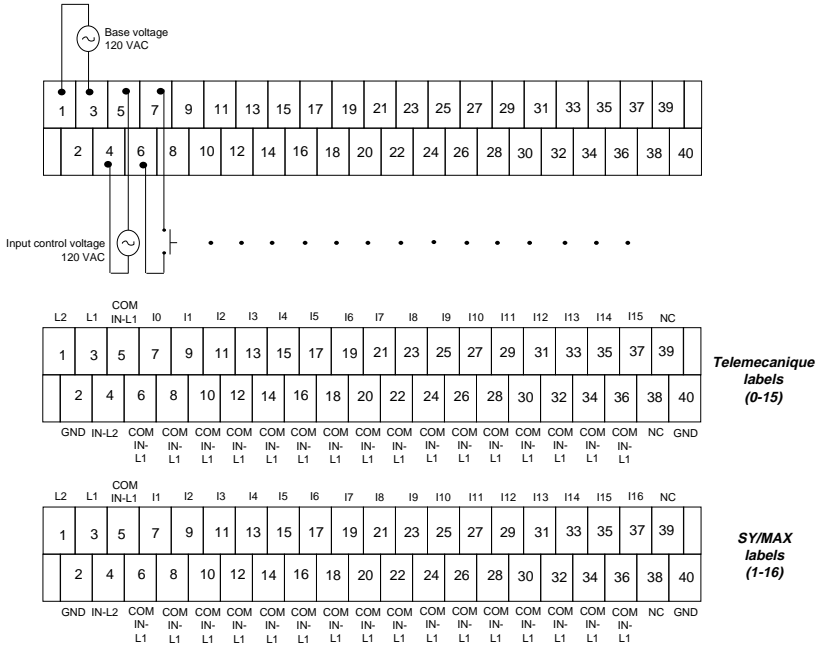 Base voltage
120 VAC
1 3 5 7 9 11 13 15 17 19 21 23 25 27 29 31 33 35 37 39
2 4 6 8 10 12 14 16 18 20 22 24 26 28 30 32 34 36 38 40
Input control voltage
120 VAC
COM
L2 L1 IN-L1 I0 I1 I2 I3 I4 I5 I6 I7 I8 I9 I10 I11 I12 I13 I14 I15 NC
1 3 5 7 9 11 13 15 17 19 21 23 25 27 29 31 33 35 37 39
2 4 6 8 10 12 14 16 18 20 22 24 26 28 30 32 34 36 38 40
GND IN-L2 COM COM COM COM COM COM COM COM COM COM COM COM COM COM COM COM NC GND
IN- IN- IN- IN- IN- IN- IN- IN- IN- IN- IN- IN- IN- IN- IN- IN-
L1 L1 L1 L1 L1 L1 L1 L1 L1 L1 L1 L1 L1 L1 L1 L1
Telemecanique
labels
(0-15)
COM
L2 L1 IN-L1 I1 I2 I3 I4 I5 I6 I7 I8 I9 I10 I11 I12 I13 I14 I15 I16 NC
1 3 5 7 9 11 13 15 17 19 21 23 25 27 29 31 33 35 37 39
2 4 6 8 10 12 14 16 18 20 22 24 26 28 30 32 34 36 38 40
GND IN-L2 COM COM COM COM COM COM COM COM COM COM COM COM COM COM COM COM NC GND
IN- IN- IN- IN- IN- IN- IN- IN- IN- IN- IN- IN- IN- IN- IN- IN-
L1 L1 L1 L1 L1 L1 L1 L1 L1 L1 L1 L1 L1 L1 L1 L1
SY/MAX
labels
(1-16)